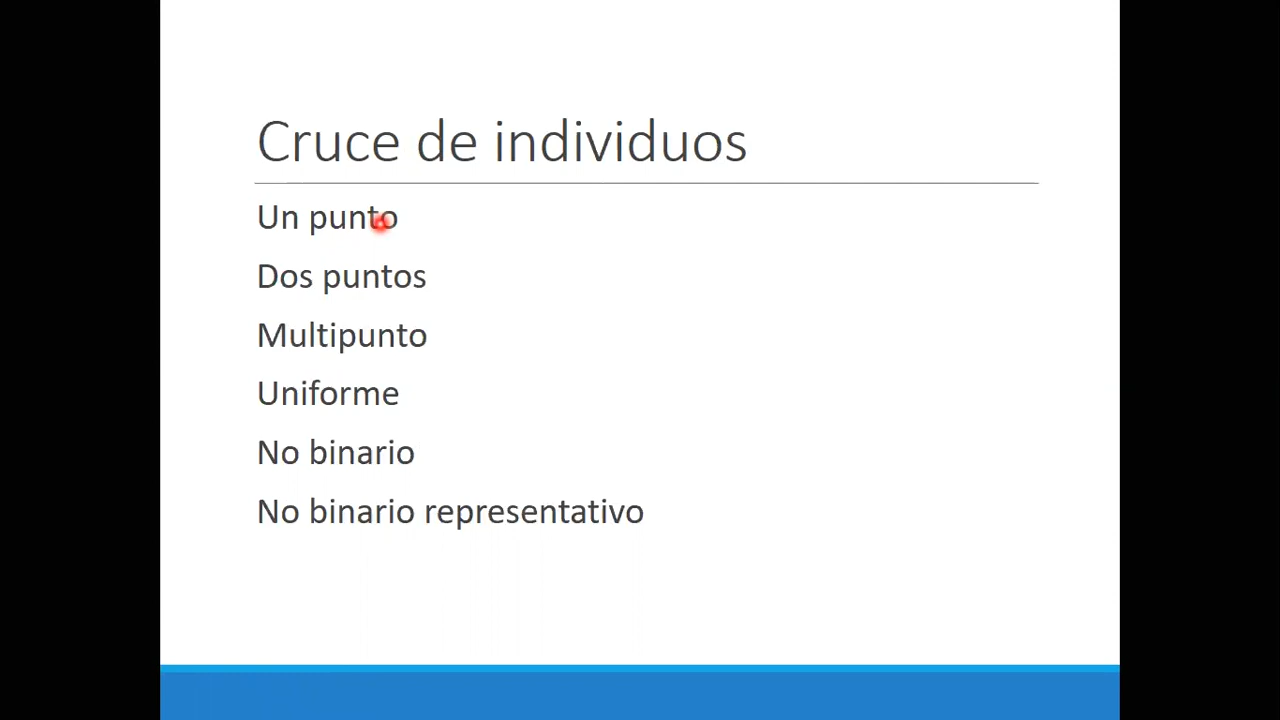 Cruce de individuos
Un punto
Dos puntos
Multipunto
Uniforme
No binario
No binario representativo